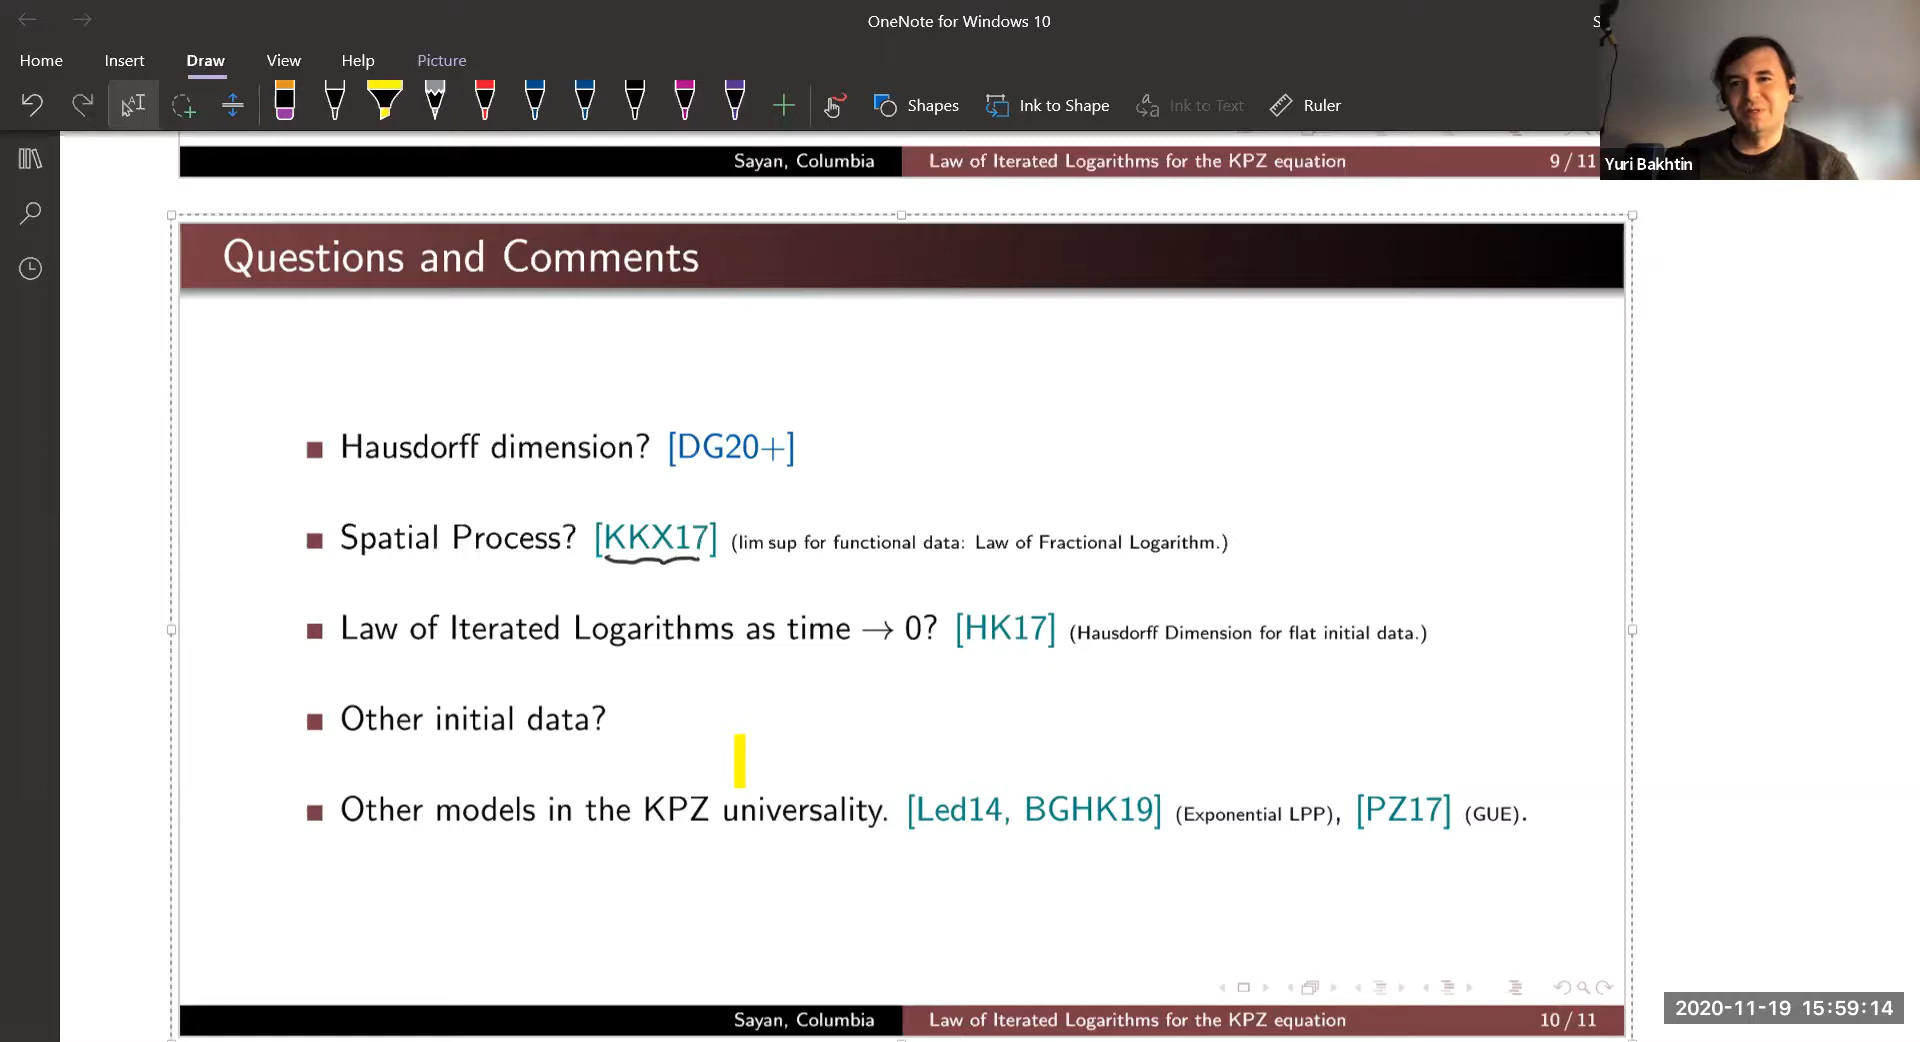 OneNote for Windows 10
S
Home Insert Draw View Help Picture
Shapes Ink to Shape Ink to Text Ruler
Sayan, Columbia Law of Iterated Logarithms for the KPZ equation 9 / 11
Yuri Bakhtin
Questions and Comments
Hausdorff dimension? [DG20+]
Spatial Process? [KKX17] (lim sup for functional data: Law of Fractional Logarithm.)
Law of Iterated Logarithms as time → 0? [HK17] (Hausdorff Dimension for flat initial data.)
Other initial data?
Other models in the KPZ universality. [Led14, BGHK19] (Exponential LPP), [PZ17] (GUE).
Sayan, Columbia Law of Iterated Logarithms for the KPZ equation 10 / 11
2020-11-19 15:59:14